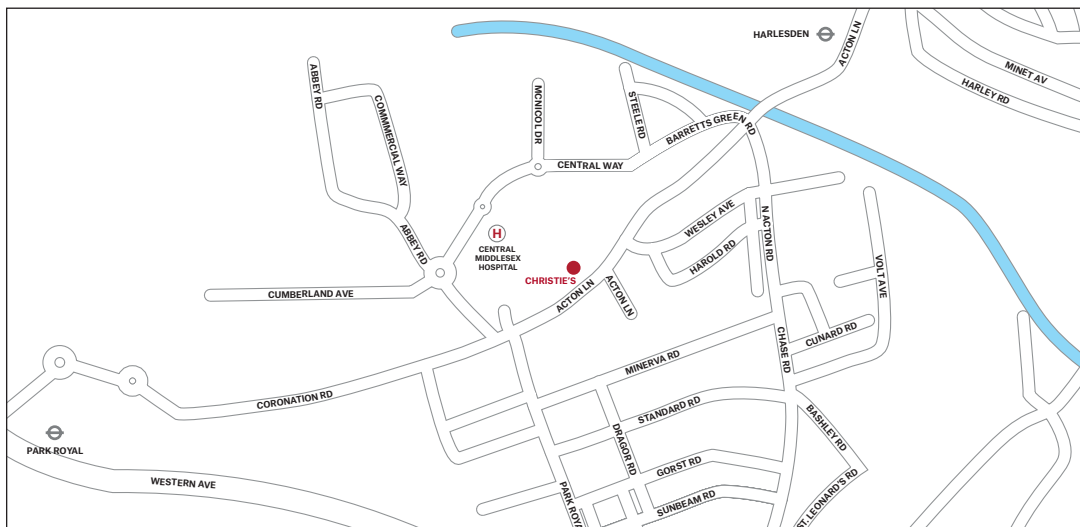 HARLESDEN
ACTON LN
MINET AV
HARLEY RD
ABBEY RD
COMMMERCIAL WAY
MCNICOL DR
STEELE RD
BARRETTS GREEN RD
CENTRAL WAY
ABBEY RD
H
CENTRAL
MIDDLESEX
HOSPITAL
CHRISTIE'S
WESLEY AVE
HAROLD RD
N ACTON RD
VOLT AVE
CUMBERLAND AVE
ACTON LN
ACTON LN
CUNARD RD
CHASE RD
MINERVA RD
CORONATION RD
STANDARD RD
BASHLEY RD
DRAGOR RD
PARK ROYAL
GORST RD
WESTERN AVE
SUNBEAM RD
ST. LEONARD'S RD
PARK ROYA